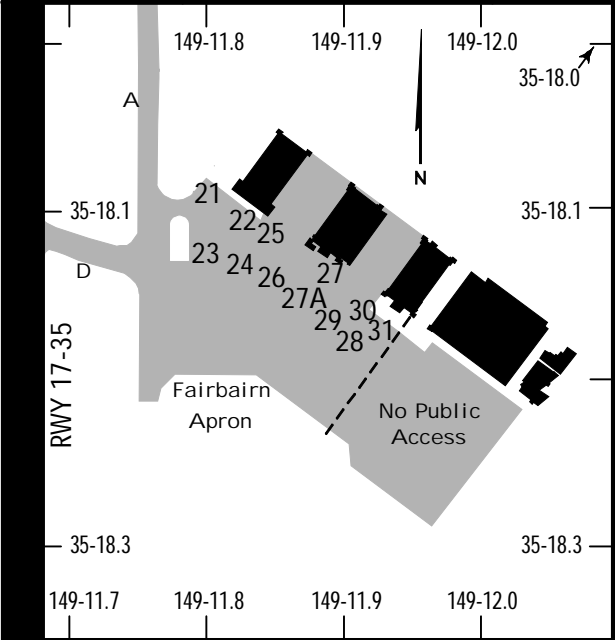 149-11.8 149-11.9 149-12.0
35-18.0
A
N
21
35-18.1 35-18.1
22 25
23 24
D
26 27
27A
30
29 31
28
RWY 17-35
Fairbairn
Apron
No Public
Access
35-18.3 35-18.3
149-11.7 149-11.8 149-11.9 149-12.0